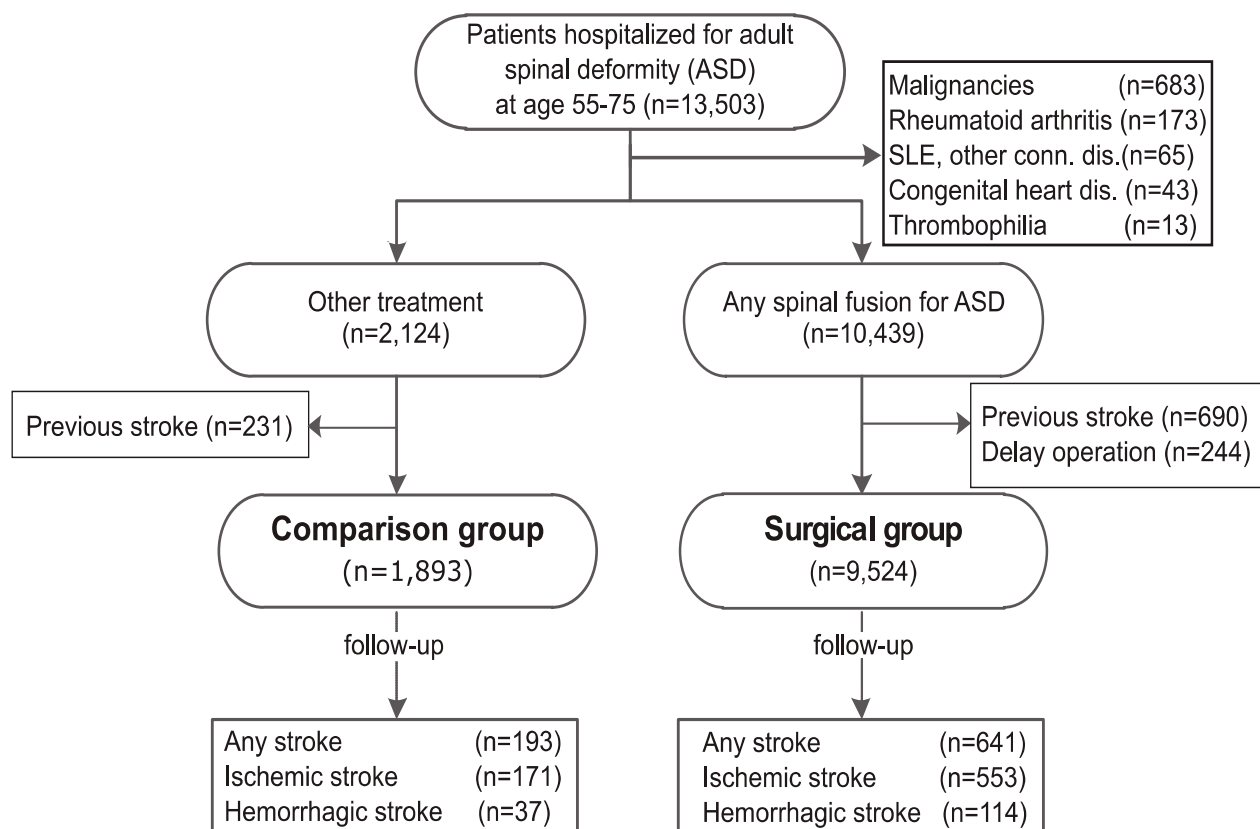 Patients hospitalized for adult
spinal deformity (ASD)
at age 55-75 (n=13,503)
Malignancies (n=683)
Rheumatoid arthritis (n=173)
SLE, other conn. dis.(n=65)
Congenital heart dis. (n=43)
Thrombophilia (n=13)
Other treatment
(n=2,124)
Any spinal fusion for ASD
(n=10,439)
Previous stroke (n=231)
Previous stroke (n=690)
Delay operation (n=244)
Comparison group
(n=1,893)
Surgical group
(n=9,524)
follow-up
follow-up
Any stroke (n=193)
Ischemic stroke (n=171)
Hemorrhagic stroke (n=37)
Any stroke (n=641)
Ischemic stroke (n=553)
Hemorrhagic stroke (n=114)